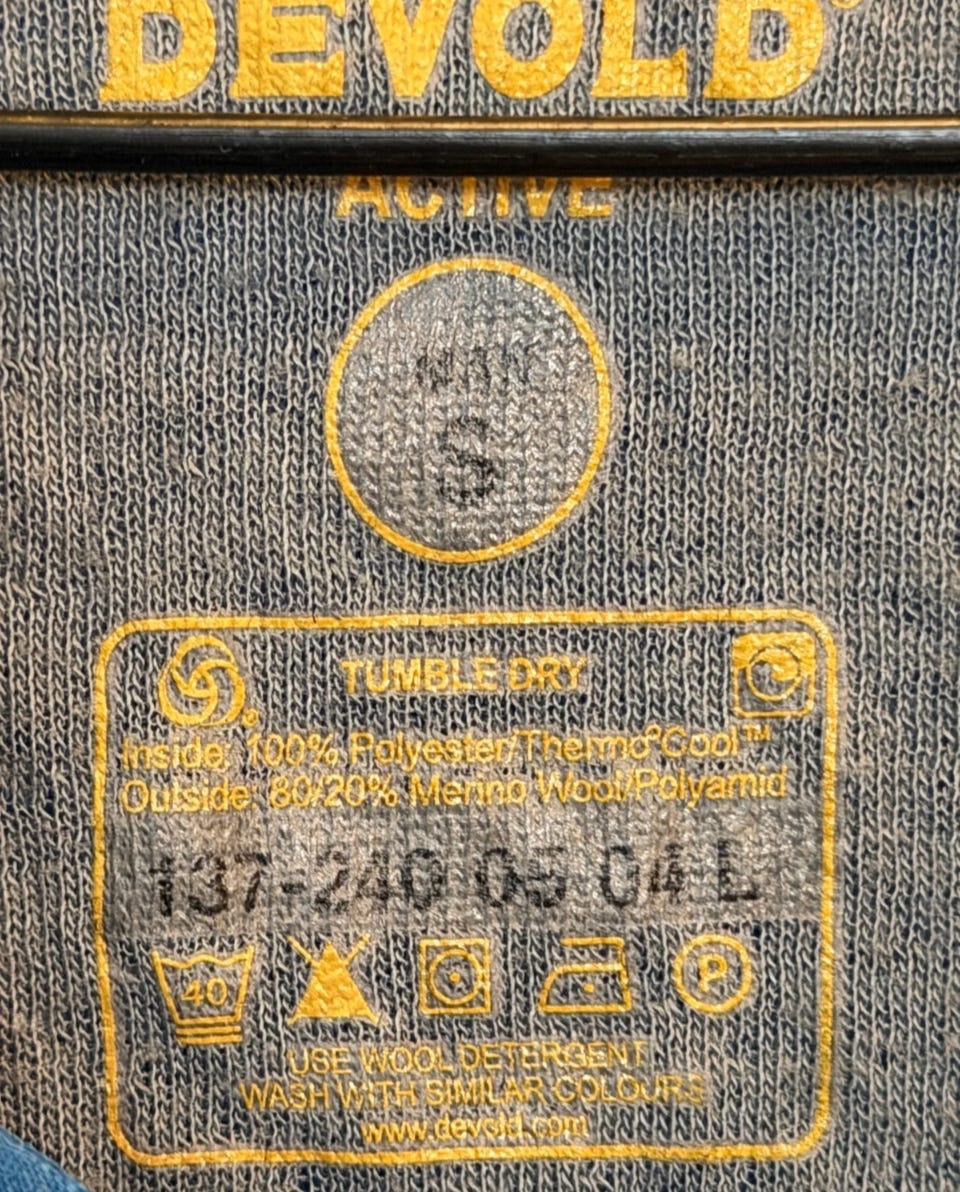 DEVOLD®
ACTIVE
S
TUMBLE DRY
Inside: 100% Polyester/Thermo°Cool™
Outside: 80/20% Merino Wool/Polyamid
137-240 05 04 L
40
P
USE WOOL DETERGENT
WASH WITH SIMILAR COLOURS
www.devold.com